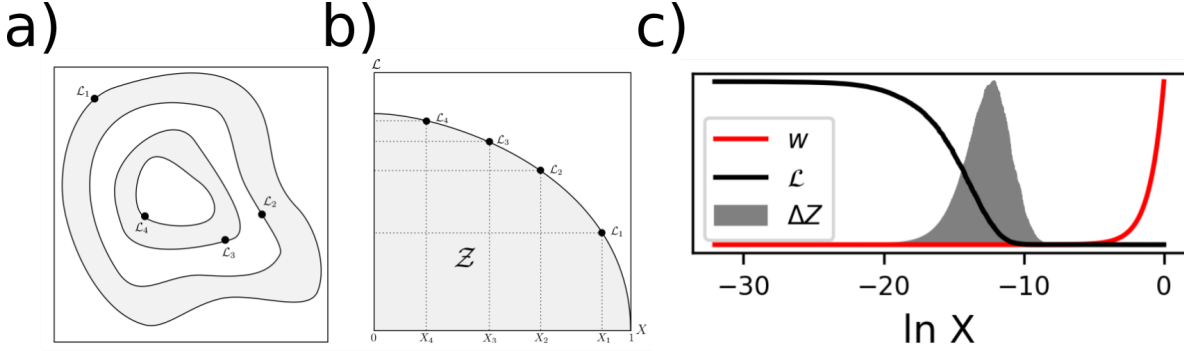 a)
b)
c)
ℒ₁
ℒ₂
ℒ₃
ℒ₄
ℒ
ℒ₄
ℒ₃
ℒ₂
ℒ₁
𝒵
0
X₄
X₃
X₂
X₁
1
X
w
ℒ
ΔZ
−30
−20
−10
0
ln X